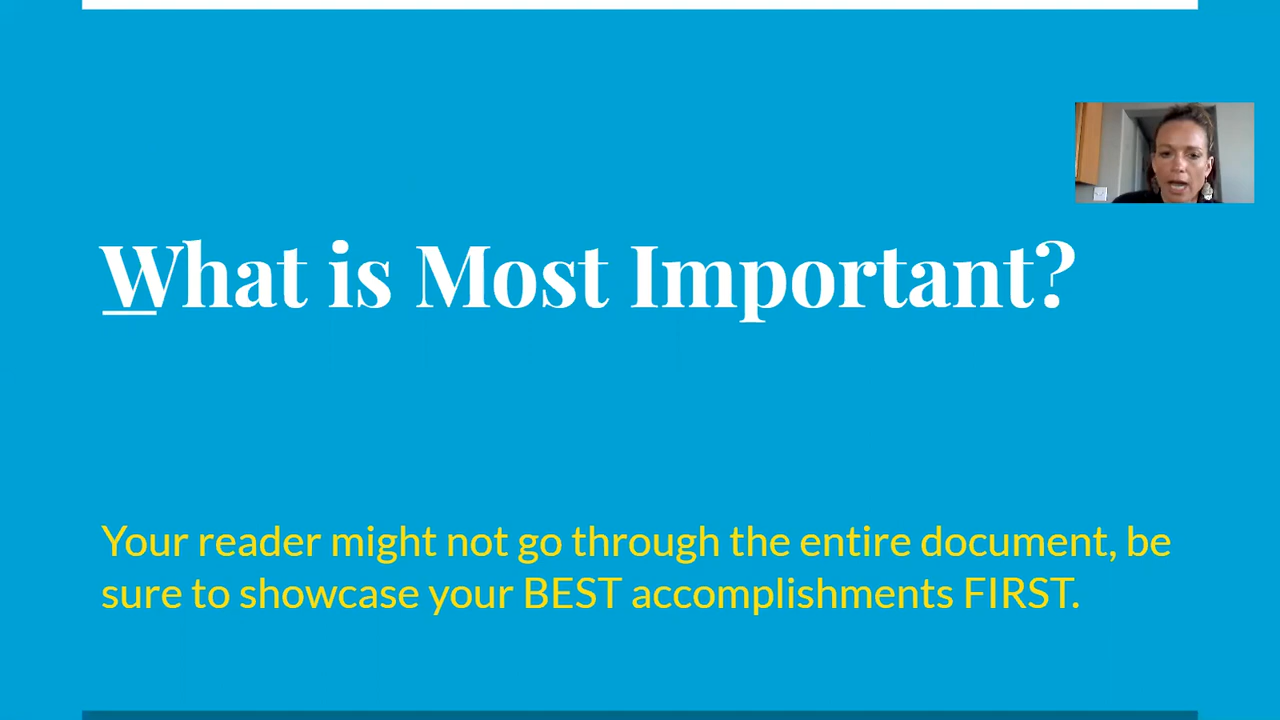 What is Most Important?
Your reader might not go through the entire document, be
sure to showcase your BEST accomplishments FIRST.